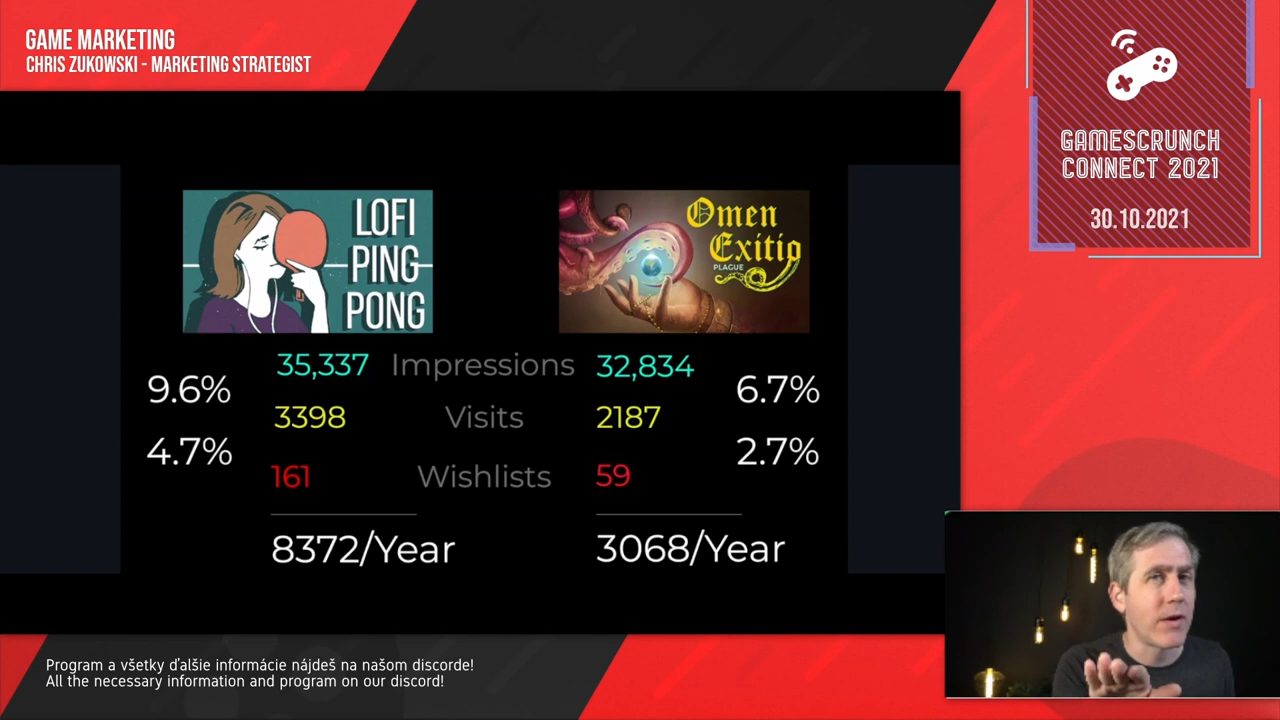 GAME MARKETING
CHRIS ZUKOWSKI - MARKETING STRATEGIST
GAMESCRUNCH
CONNECT 2021
30.10.2021
LOFI
PING
PONG
Omen
Exitio
PLAGUE
35,337 Impressions 32,834
9.6% 6.7%
3398 Visits 2187
4.7% 2.7%
161 Wishlists 59
8372/Year 3068/Year
Program a všetky ďalšie informácie nájdeš na našom discorde!
All the necessary information and program on our discord!